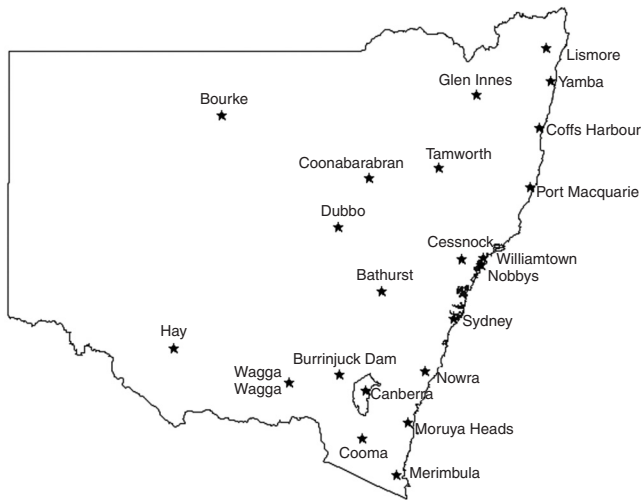 Lismore
Glen Innes
Yamba
Bourke
Coffs Harbour
Tamworth
Coonabarabran
Port Macquarie
Dubbo
Cessnock
Williamtown
Nobbys
Bathurst
Sydney
Hay
Burrinjuck Dam
Wagga
Wagga
Nowra
Canberra
Moruya Heads
Cooma
Merimbula